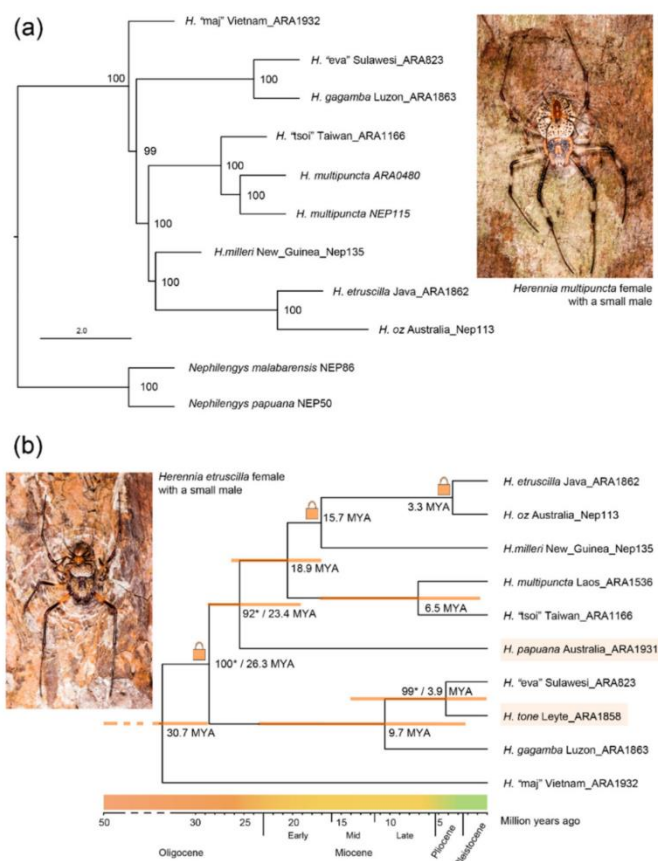 (a)
H. "maj" Vietnam_ARA1932
100
H. "eva" Sulawesi_ARA823
100
H. gagamba Luzon_ARA1863
99
H. "tsoi" Taiwan_ARA1166
100
H. multipuncta ARA0480
100
100
H. multipuncta NEP115
H.milleri New_Guinea_Nep135
100
H. etruscilla Java_ARA1862
100
H. oz Australia_Nep113
2.0
Nephilengys malabarensis NEP86
100
Nephilengys papuana NEP50
Herennia multipuncta female
with a small male
(b)
Herennia etruscilla female
with a small male
H. etruscilla Java_ARA1862
3.3 MYA
H. oz Australia_Nep113
15.7 MYA
H.milleri New_Guinea_Nep135
18.9 MYA
H. multipuncta Laos_ARA1536
6.5 MYA
92* / 23.4 MYA
H. "tsoi" Taiwan_ARA1166
H. papuana Australia_ARA1931
100* / 26.3 MYA
H. "eva" Sulawesi_ARA823
99* / 3.9 MYA
H. tone Leyte_ARA1858
30.7 MYA
9.7 MYA
H. gagamba Luzon_ARA1863
H. "maj" Vietnam_ARA1932
50 30 20 15 10 5 Million years ago
Early Mid Late
Oligocene Miocene Pliocene Pleistocene